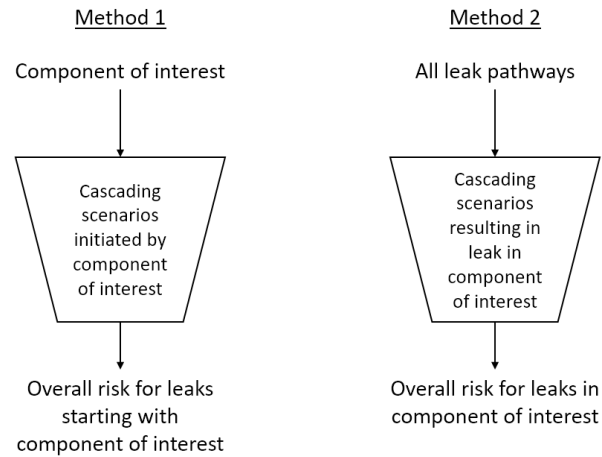 Method 1
Component of interest
Cascading
scenarios
initiated by
component
of interest
Overall risk for leaks
starting with
component of interest
Method 2
All leak pathways
Cascading
scenarios
resulting in
leak in
component
of interest
Overall risk for leaks in
component of interest